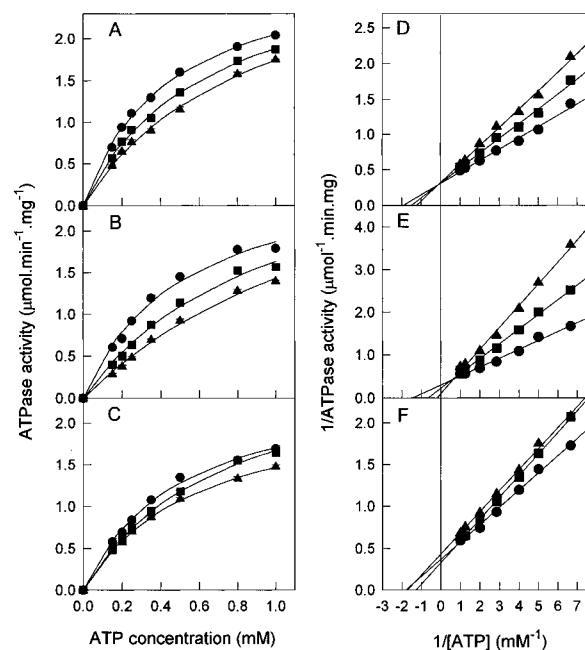 A
2.0
1.5
1.0
0.5
0.0
B
2.0
1.5
1.0
0.5
0.0
C
2.0
1.5
1.0
0.5
0.0
0.0 0.2 0.4 0.6 0.8 1.0
ATP concentration (mM)
ATPase activity (μmol.min⁻¹.mg⁻¹)
D
2.5
2.0
1.5
1.0
0.5
0.0
E
4.0
3.0
2.0
1.0
0.0
F
2.0
1.5
1.0
0.5
0.0
-3 -2 -1 0 1 2 3 4 5 6 7
1/[ATP] (mM⁻¹)
1/ATPase activity (μmol⁻¹.min.mg)